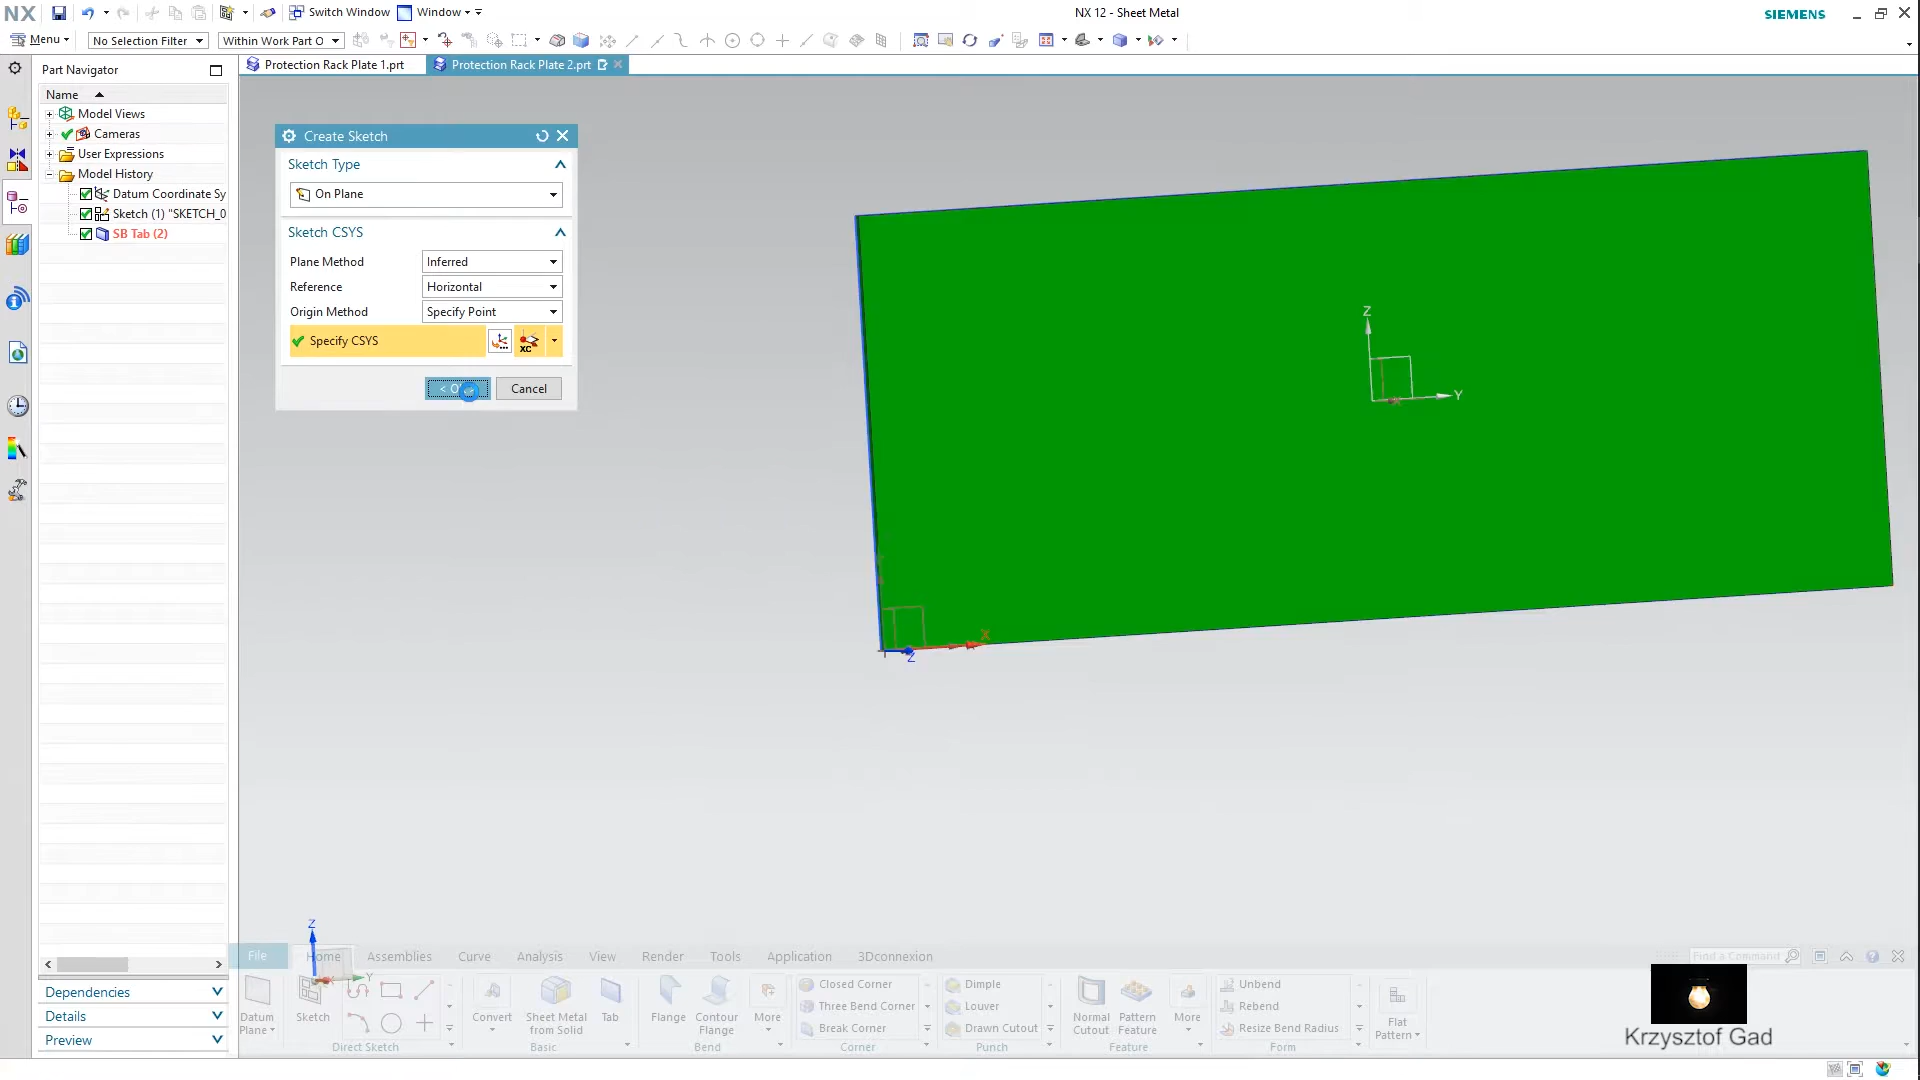 NX
Switch Window
Window
NX 12 - Sheet Metal
SIEMENS
Menu
No Selection Filter
Within Work Part O
Part Navigator
Protection Rack Plate 1.prt
Protection Rack Plate 2.prt
Name
Model Views
Cameras
User Expressions
Model History
Datum Coordinate Sy
Sketch (1) "SKETCH_0
SB Tab (2)
Create Sketch
Sketch Type
On Plane
Sketch CSYS
Plane Method
Inferred
Reference
Horizontal
Origin Method
Specify Point
Specify CSYS
XC
Cancel
Z
Y
X
Z
Z
Y
File
Home
Assemblies
Curve
Analysis
View
Render
Tools
Application
3Dconnexion
Find a Command
Datum Plane
Sketch
Direct Sketch
Convert
Sheet Metal from Solid
Tab
Basic
Flange
Contour Flange
More
Bend
Closed Corner
Three Bend Corner
Break Corner
Corner
Dimple
Louver
Drawn Cutout
Punch
Normal Cutout
Pattern Feature
More
Feature
Unbend
Rebend
Resize Bend Radius
Form
Flat Pattern
Dependencies
Details
Preview
Krzysztof Gad